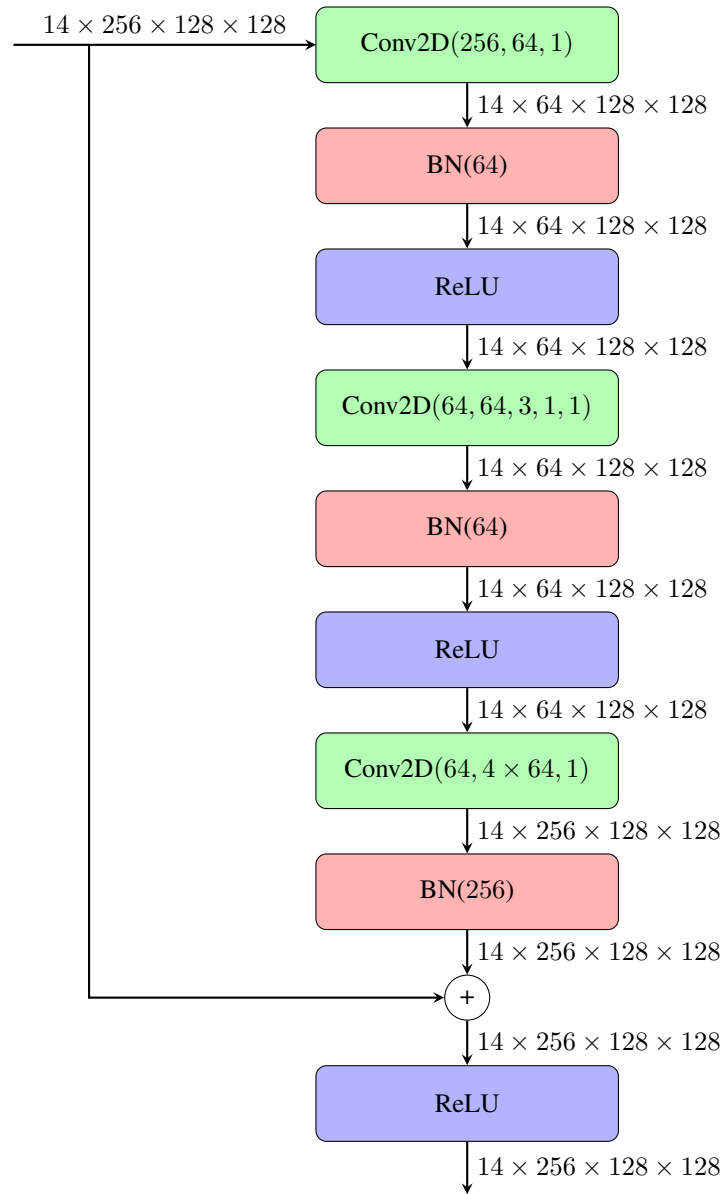 14 × 256 × 128 × 128
Conv2D(256, 64, 1)
14 × 64 × 128 × 128
BN(64)
14 × 64 × 128 × 128
ReLU
14 × 64 × 128 × 128
Conv2D(64, 64, 3, 1, 1)
14 × 64 × 128 × 128
BN(64)
14 × 64 × 128 × 128
ReLU
14 × 64 × 128 × 128
Conv2D(64, 4 × 64, 1)
14 × 256 × 128 × 128
BN(256)
14 × 256 × 128 × 128
+
14 × 256 × 128 × 128
ReLU
14 × 256 × 128 × 128